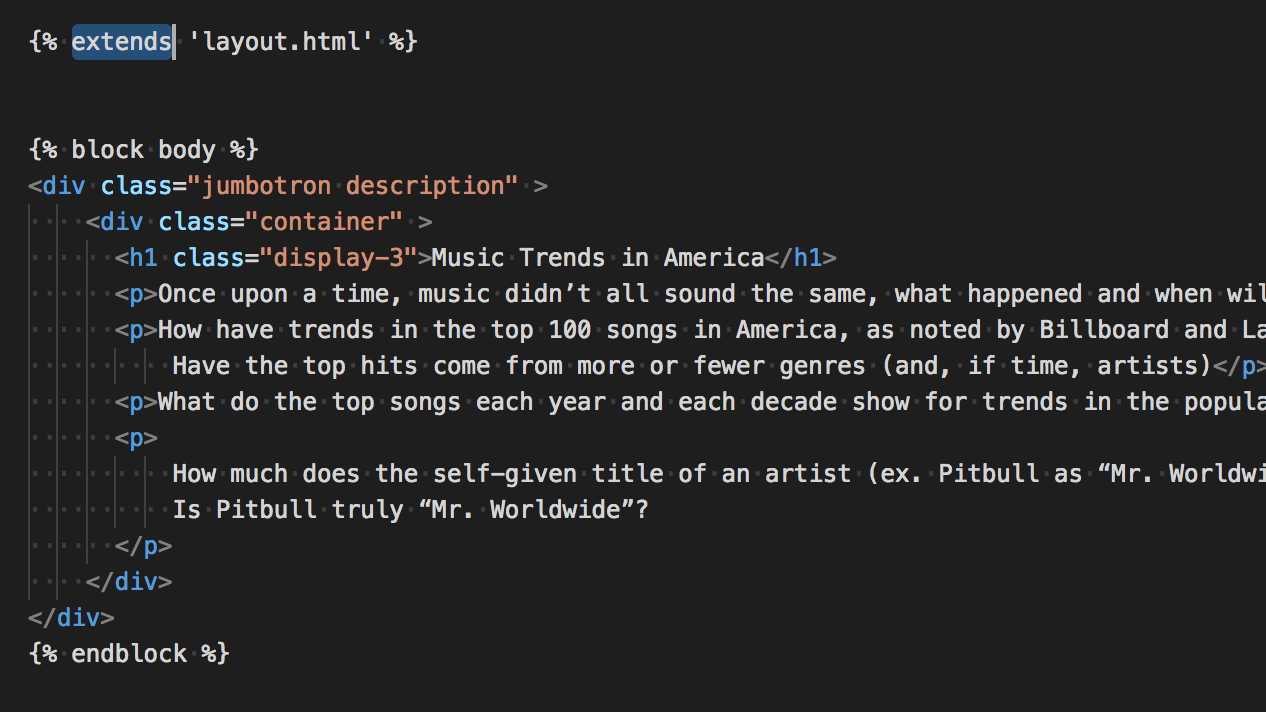 {% extends 'layout.html' %}
{% block body %}
<div class="jumbotron description" >
<div class="container" >
<h1 class="display-3">Music Trends in America</h1>
<p>Once upon a time, music didn’t all sound the same, what happened and when wil
<p>How have trends in the top 100 songs in America, as noted by Billboard and La
Have the top hits come from more or fewer genres (and, if time, artists)</p>
<p>What do the top songs each year and each decade show for trends in the popula
<p>
How much does the self-given title of an artist (ex. Pitbull as “Mr. Worldwi
Is Pitbull truly “Mr. Worldwide”?
</p>
</div>
</div>
{% endblock %}